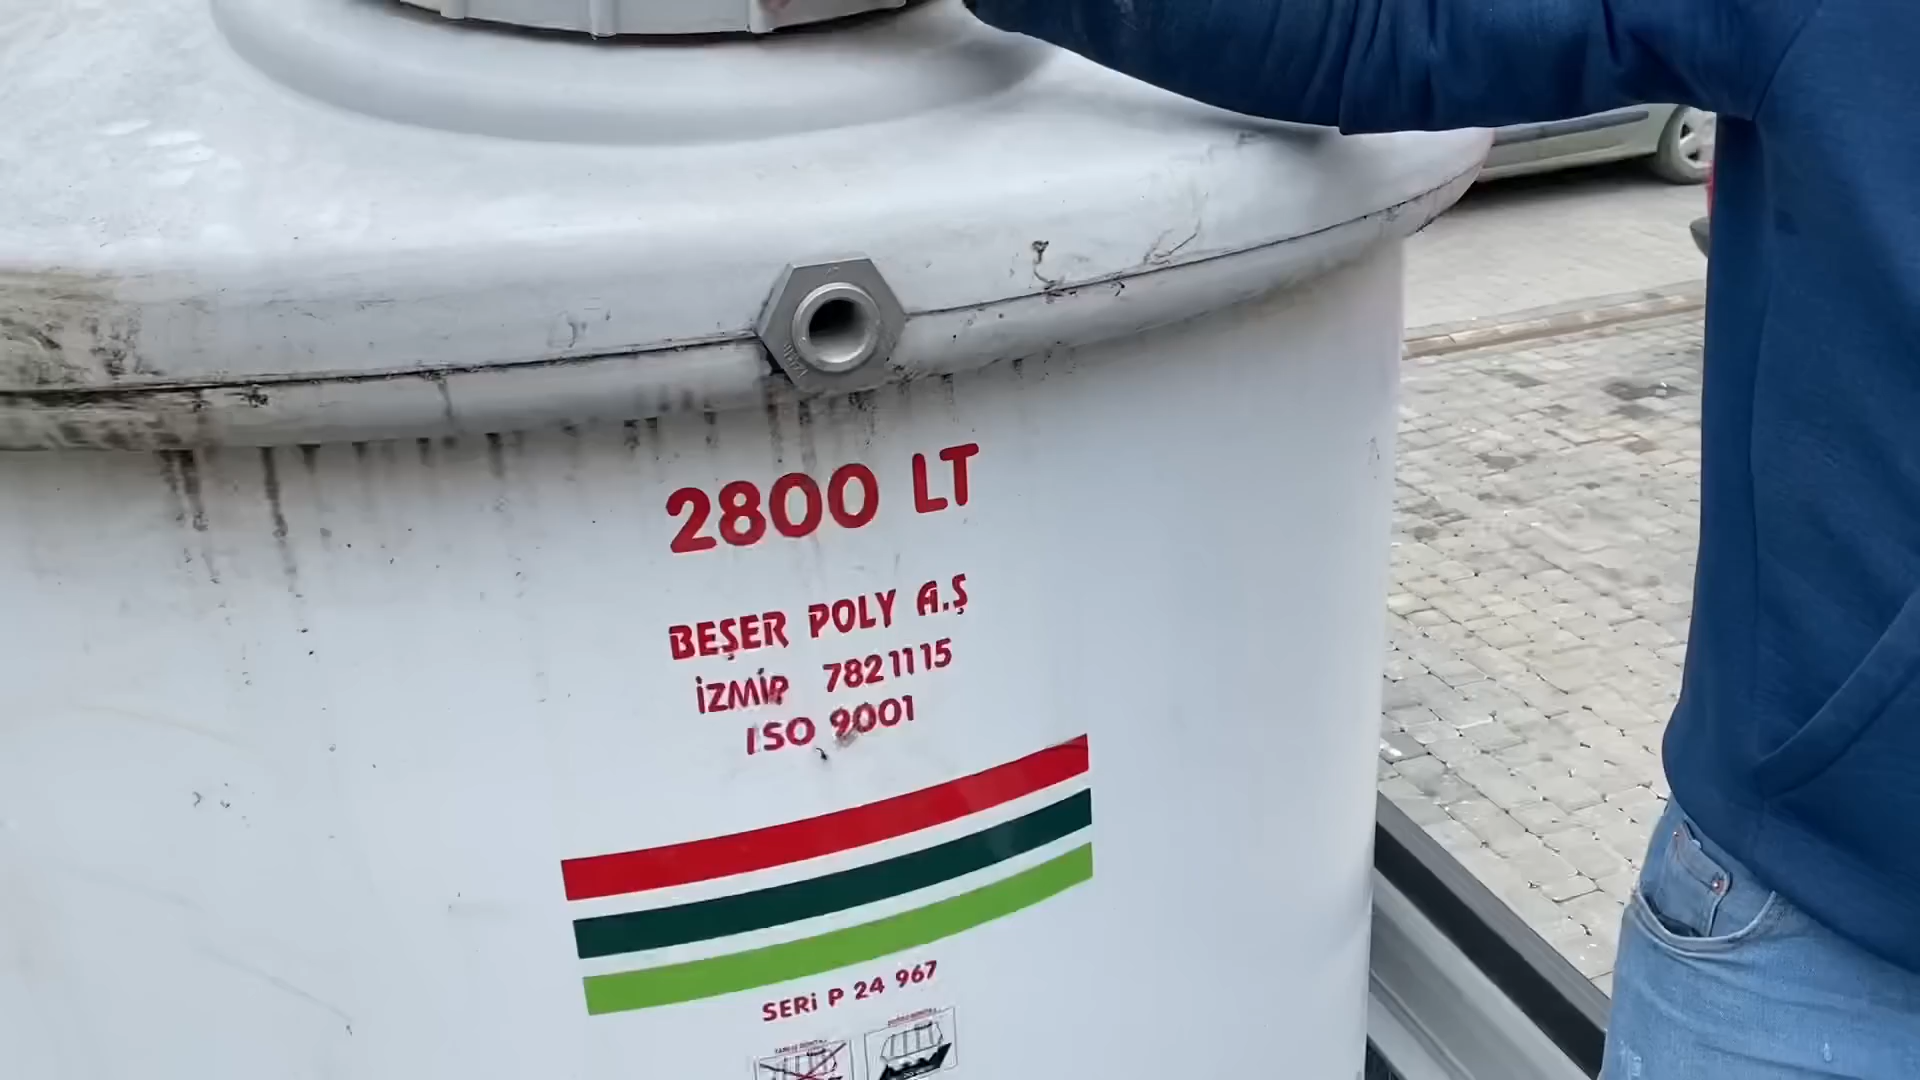 2800 LT
BEŞER POLY A.Ş
İZMİR 7821115
ISO 9001
SERİ P 24 967